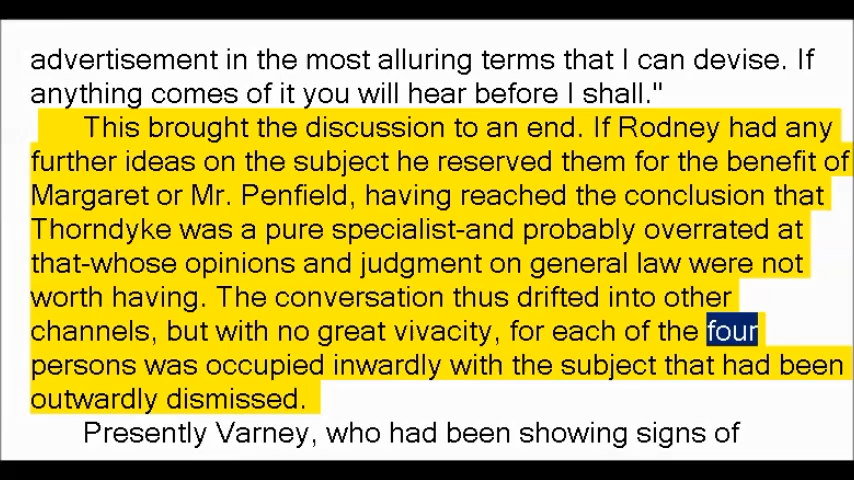 advertisement in the most alluring terms that I can devise. If
anything comes of it you will hear before I shall."
This brought the discussion to an end. If Rodney had any
further ideas on the subject he reserved them for the benefit of
Margaret or Mr. Penfield, having reached the conclusion that
Thorndyke was a pure specialist-and probably overrated at
that-whose opinions and judgment on general law were not
worth having. The conversation thus drifted into other
channels, but with no great vivacity, for each of the four
persons was occupied inwardly with the subject that had been
outwardly dismissed.
Presently Varney, who had been showing signs of